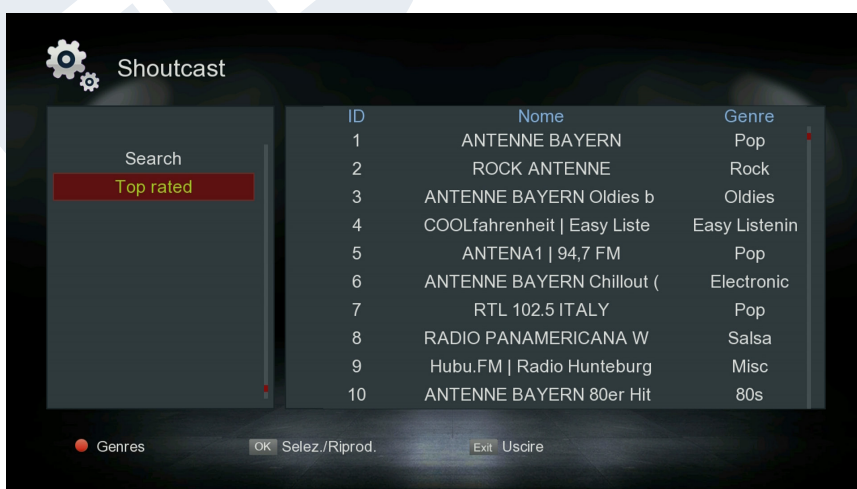 Shoutcast
Search
Top rated
ID Nome Genre
1 ANTENNE BAYERN Pop
2 ROCK ANTENNE Rock
3 ANTENNE BAYERN Oldies b Oldies
4 COOLfahrenheit | Easy Liste Easy Listenin
5 ANTENA1 | 94,7 FM Pop
6 ANTENNE BAYERN Chillout ( Electronic
7 RTL 102.5 ITALY Pop
8 RADIO PANAMERICANA W Salsa
9 Hubu.FM | Radio Hunteburg Misc
10 ANTENNE BAYERN 80er Hit 80s
Genres OK Selez./Riprod. Exit Uscire